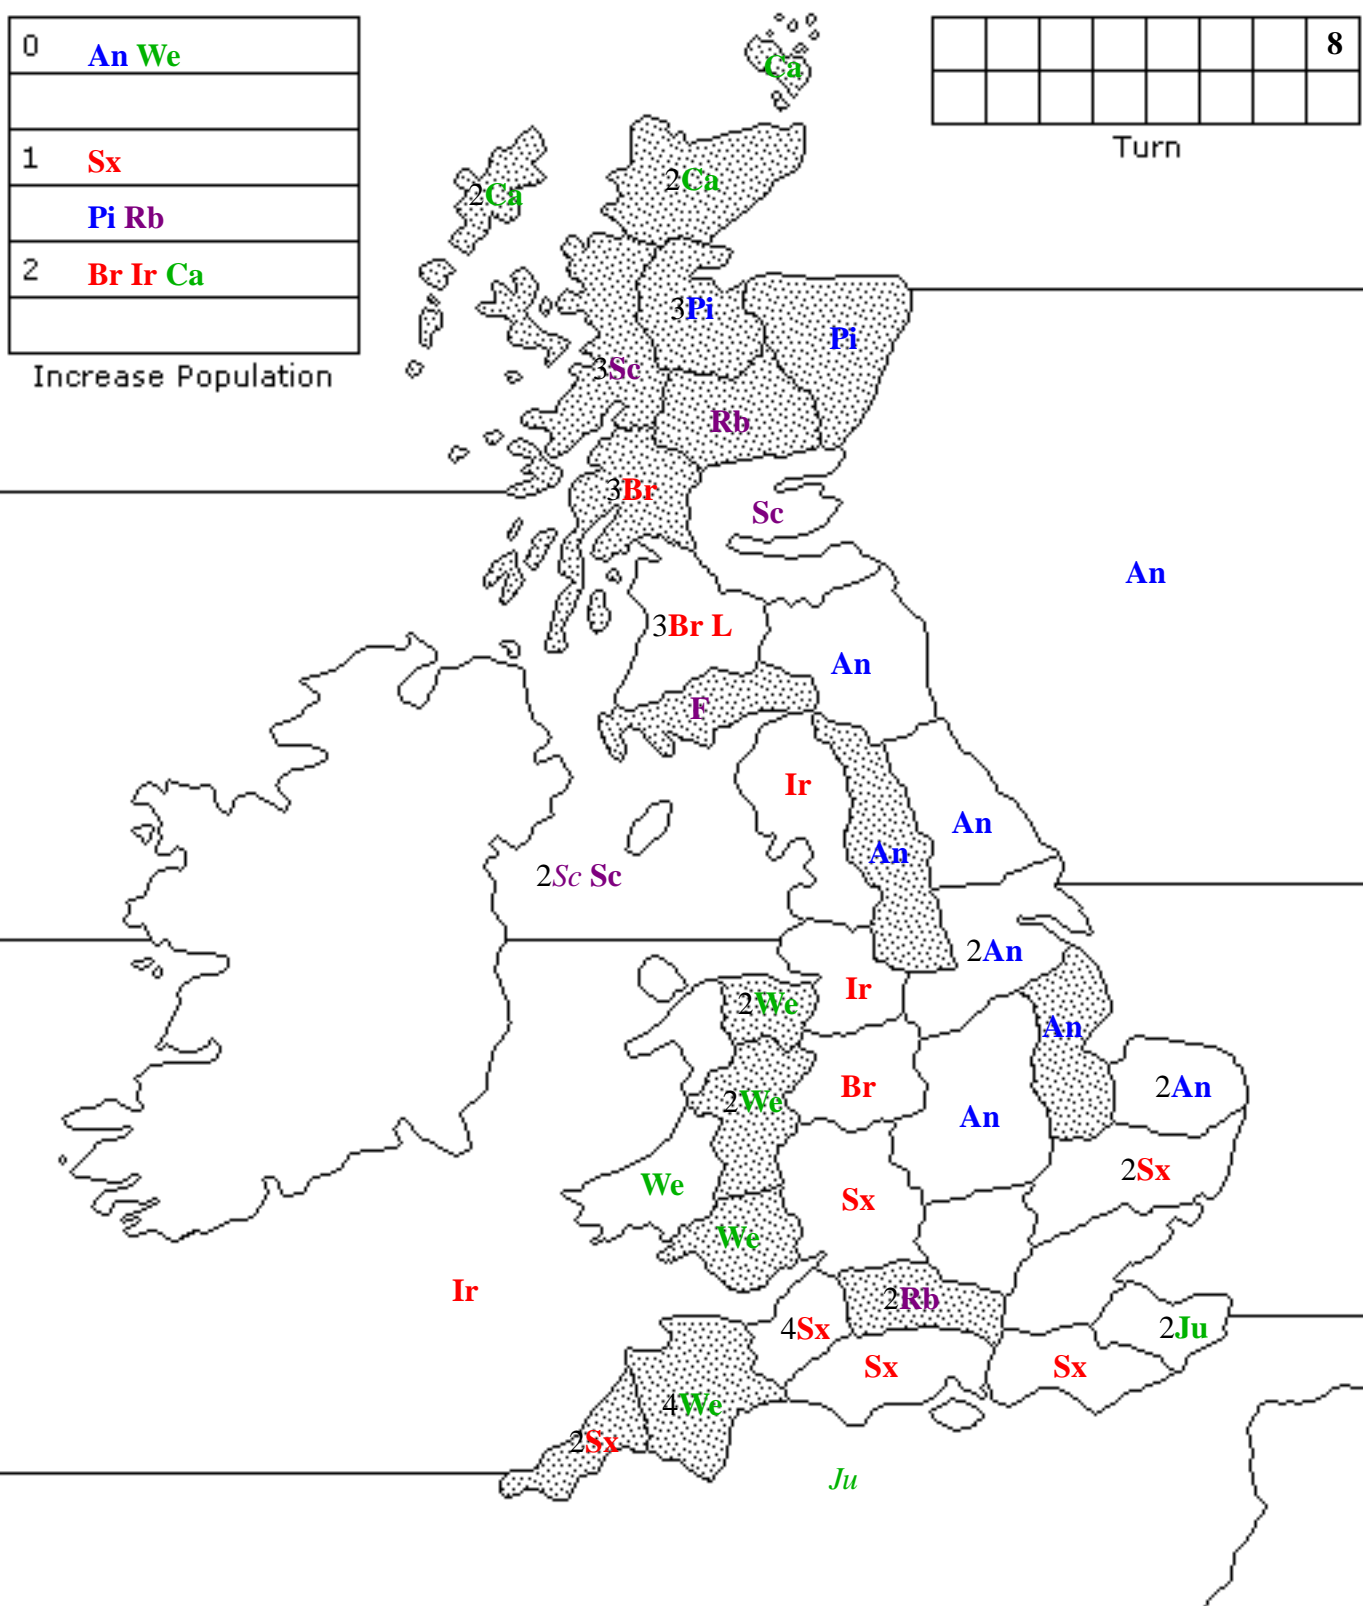 0 An We
8
Turn
1 Sx
Pi Rb
2 Br Ir Ca
Increase Population
Ca
2Ca
2Ca
3Pi
Pi
3Sc
Rb
3Br
Sc
An
3Br L
An
F
Ir
An
An
2Sc Sc
2An
Ir
2We
An
Br
2An
2We
An
2Sx
We
Sx
We
Ir
2Rb
4Sx
2Ju
Sx
Sx
4We
2Sx
Ju